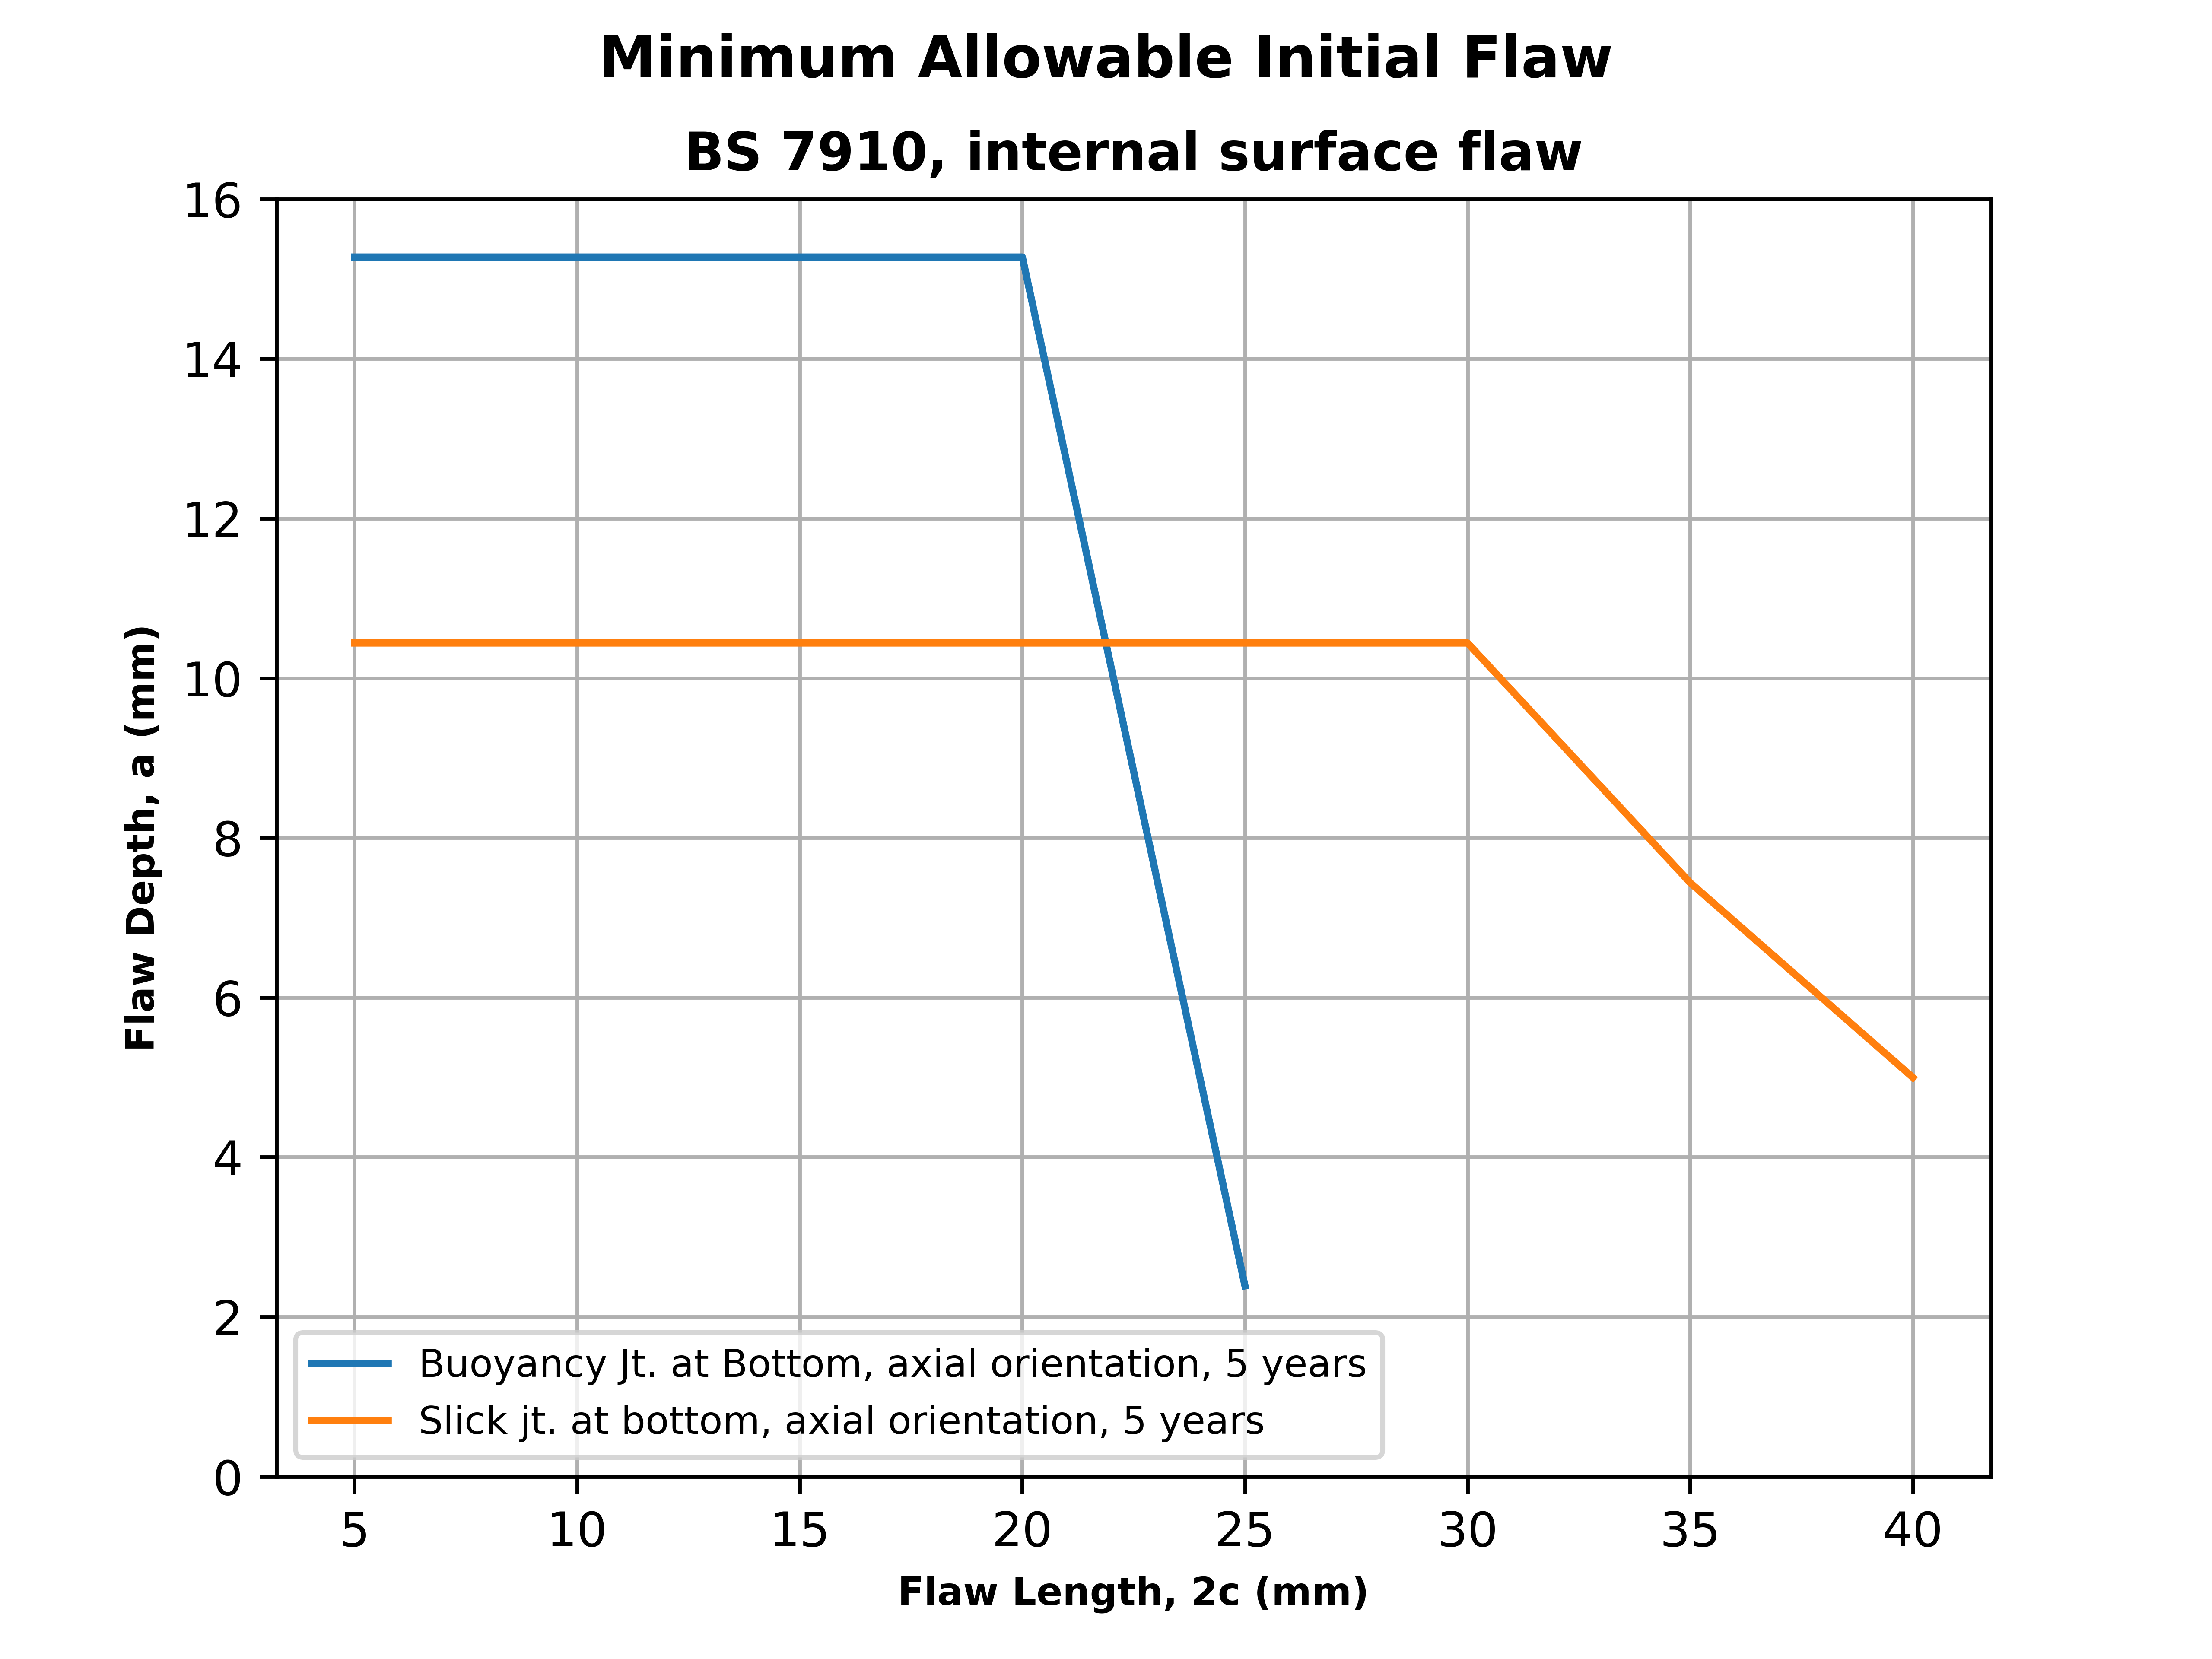 Minimum Allowable Initial Flaw
BS 7910, internal surface flaw
16
14
12
10
8
6
4
2
0
Flaw Depth, a (mm)
Buoyancy Jt. at Bottom, axial orientation, 5 years
Slick jt. at bottom, axial orientation, 5 years
5 10 15 20 25 30 35 40
Flaw Length, 2c (mm)